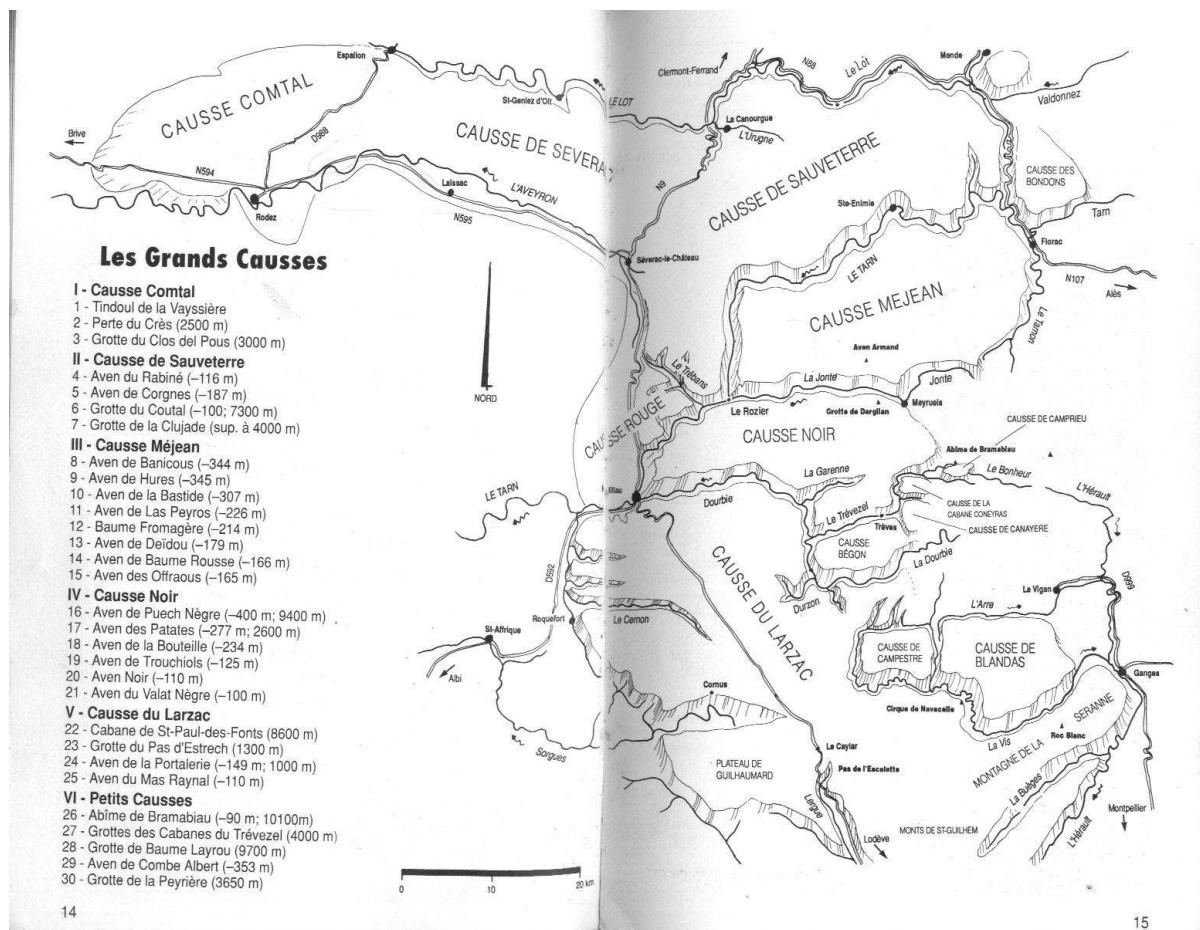 Espalion
CAUSSE COMTAL
St-Geniez d'Olt
LE LOT
Brive
D988
CAUSSE DE SEVERAC
N594
Laissac
L'AVEYRON
N595
Rodez
Les Grands Causses
I - Causse Comtal
1 - Tindoul de la Vayssière
2 - Perte du Crès (2500 m)
3 - Grotte du Clos del Pous (3000 m)
II - Causse de Sauveterre
4 - Aven du Rabiné (–116 m)
5 - Aven de Corgnes (–187 m)
6 - Grotte du Coutal (–100; 7300 m)
7 - Grotte de la Clujade (sup. à 4000 m)
III - Causse Méjean
8 - Aven de Banicous (–344 m)
9 - Aven de Hures (–345 m)
10 - Aven de la Bastide (–307 m)
11 - Aven de Las Peyros (–226 m)
12 - Baume Fromagère (–214 m)
13 - Aven de Deïdou (–179 m)
14 - Aven de Baume Rousse (–166 m)
15 - Aven des Offraous (–165 m)
IV - Causse Noir
16 - Aven de Puech Nègre (–400 m; 9400 m)
17 - Aven des Patates (–277 m; 2600 m)
18 - Aven de la Bouteille (–234 m)
19 - Aven de Trouchiols (–125 m)
20 - Aven Noir (–110 m)
21 - Aven du Valat Nègre (–100 m)
V - Causse du Larzac
22 - Cabane de St-Paul-des-Fonts (8600 m)
23 - Grotte du Pas d'Estrech (1300 m)
24 - Aven de la Portalerie (–149 m; 1000 m)
25 - Aven du Mas Raynal (–110 m)
VI - Petits Causses
26 - Abîme de Bramabiau (–90 m; 10100m)
27 - Grottes des Cabanes du Trévezel (4000 m)
28 - Grotte de Baume Layrou (9700 m)
29 - Aven de Combe Albert (–353 m)
30 - Grotte de la Peyrière (3650 m)
NORD
LE TARN
D592
Roquefort
St-Affrique
Albi
Sorgues
0 10 20 km
14
Clermont-Ferrand
N88
Le Lot
Mende
Valdonnez
La Canourgue
L'Urugne
N9
CAUSSE DE SAUVETERRE
CAUSSE DES
BONDONS
Ste-Enimie
Tarn
Florac
N107
Alès
Séverac-le-Château
LE TARN
CAUSSE MEJEAN
Le Tarnon
Aven Armand
Le Trébans
La Jonte
Jonte
Le Rozier
Grotte de Dargilan
Meyrueis
CAUSSE ROUGE
CAUSSE NOIR
CAUSSE DE CAMPRIEU
Abîme de Bramabiau
La Garenne
Le Bonheur
L'Hérault
Millau
Dourbie
Le Trévezel
Trèves
CAUSSE DE LA
CABANE CONEYRAS
CAUSSE DE CANAYERE
CAUSSE
BÉGON
La Dourbie
Durzon
CAUSSE DU LARZAC
Le Cernon
Le Vigan
D999
L'Arre
CAUSSE DE
CAMPESTRE
CAUSSE DE
BLANDAS
Ganges
Cornus
Cirque de Navacelle
La Vis
Roc Blanc
MONTAGNE DE LA SERANNE
Le Caylar
Pas de l'Escalette
PLATEAU DE
GUILHAUMARD
La Buèges
Lergue
MONTS DE ST-GUILHEM
Lodève
L'Hérault
Montpellier
15